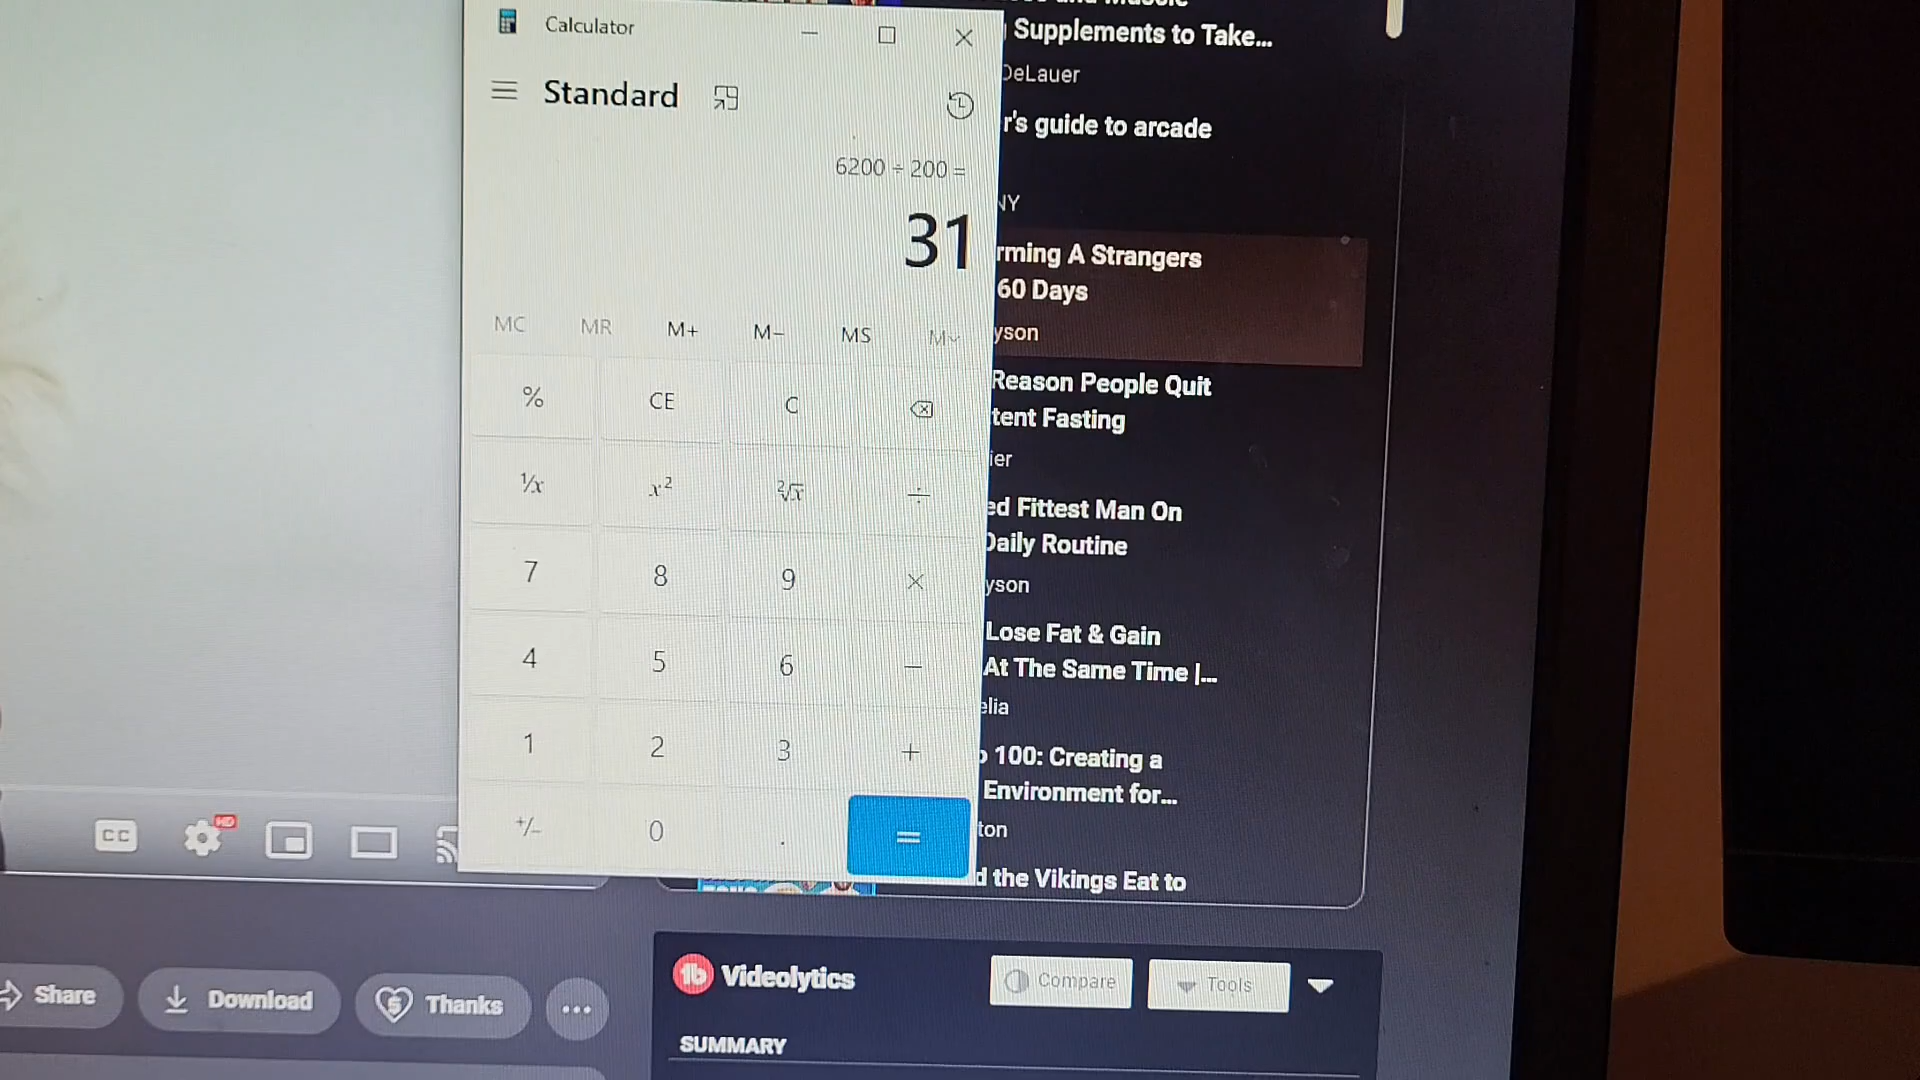 Calculator
Standard
6200 ÷ 200 =
31
MC MR M+ M− MS M
% CE C
1/x x² ²√x ÷
7 8 9 ×
4 5 6 −
1 2 3 +
+/− 0 . =
Supplements to Take...
DeLauer
r's guide to arcade
NY
rming A Strangers
60 Days
yson
Reason People Quit
tent Fasting
ier
ed Fittest Man On
Daily Routine
yson
Lose Fat & Gain
At The Same Time |...
elia
100: Creating a
Environment for...
ton
d the Vikings Eat to
CC HD
Share Download Thanks ...
Videolytics Compare Tools
SUMMARY